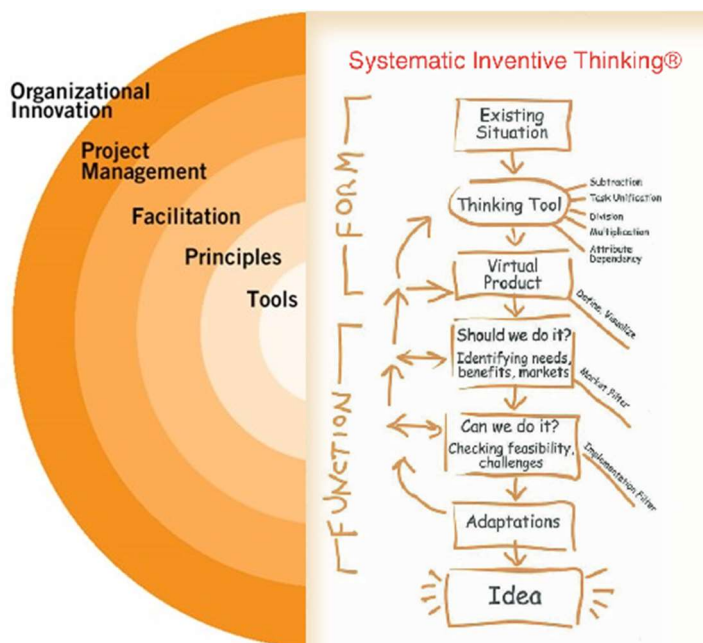 Organizational
Innovation
Project
Management
Facilitation
Principles
Tools
Systematic Inventive Thinking®
FORM
FUNCTION
Existing
Situation
Thinking Tool
Subtraction
Task Unification
Division
Multiplication
Attribute
Dependency
Virtual
Product
Define, Visualize
Should we do it?
Identifying needs,
benefits, markets
Market Filter
Can we do it?
Checking feasibility,
challenges
Implementation Filter
Adaptations
Idea